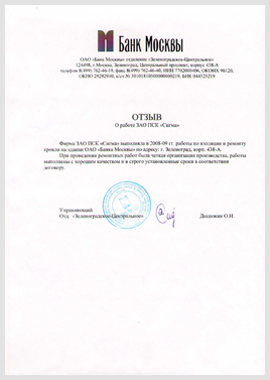 Банк Москвы
ОАО «Банк Москвы» отделение «Зеленоградское-Центральное»
124498, г.Москва, Зеленоград, Центральный проспект, корпус 438-А
телефон 8(499) 762-46-19, факс 8(499) 762-46-40, ИНН 7702000406, ОКОНХ 96120,
ОКПО 29292940, к/сч № 30101810300000000219, БИК 044525219
ОТЗЫВ
О работе ЗАО ПСК «Сигма»
Фирма ЗАО ПСК «Сигма» выполняла в 2008-09 гг. работы по изоляции и ремонту
кровли на здание ОАО «Банка Москвы» по адресу: г. Зеленоград, корп. 438-А.
При проведении ремонтных работ была четкая организация производства, работы
выполнены с хорошим качеством и в строго установленные сроки в соответствии
договору.
Управляющий
Отд. «Зеленоградское-Центральное» О.Н.